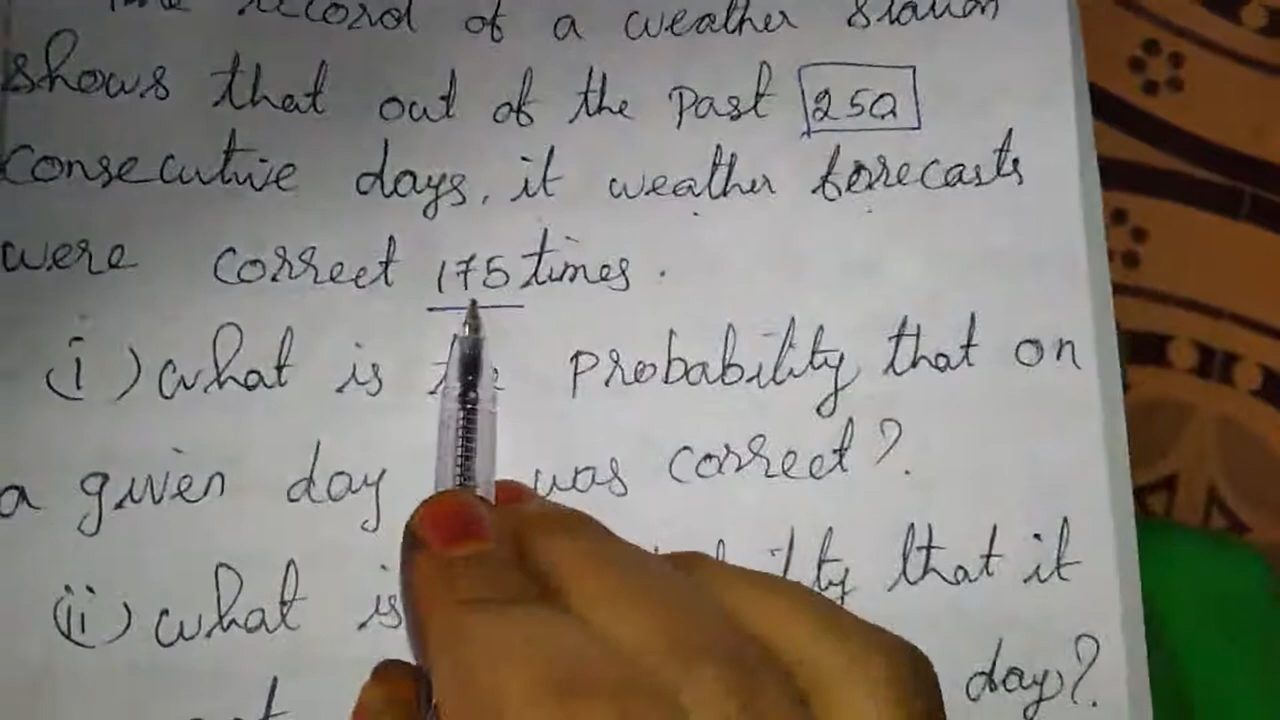 record of a weather station
shows that out of the past 250
consecutive days, it weather forecasts
were correct 175 times.
(i) what is the probability that on
a given day was correct?
(ii) what is that it
day?